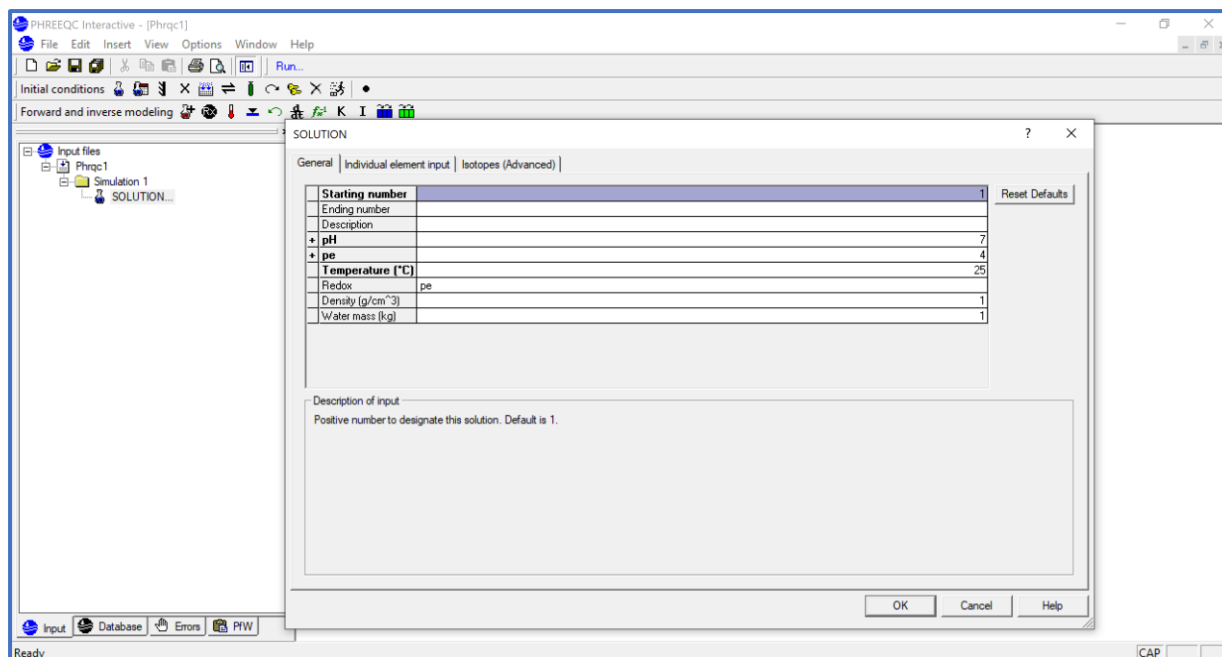 PHREEQC Interactive - [Phrqc1]
File Edit Insert View Options Window Help
Run...
Initial conditions
Forward and inverse modeling K I
SOLUTION ?
General Individual element input Isotopes (Advanced)
Input files
Phrqc1
Simulation 1
SOLUTION...
Starting number 1
Reset Defaults
Ending number
Description
+ pH 7
+ pe 4
Temperature (°C) 25
Redox pe
Density (g/cm^3) 1
Water mass (kg) 1
Description of input
Positive number to designate this solution. Default is 1.
OK Cancel Help
Input Database Errors PfW
Ready CAP